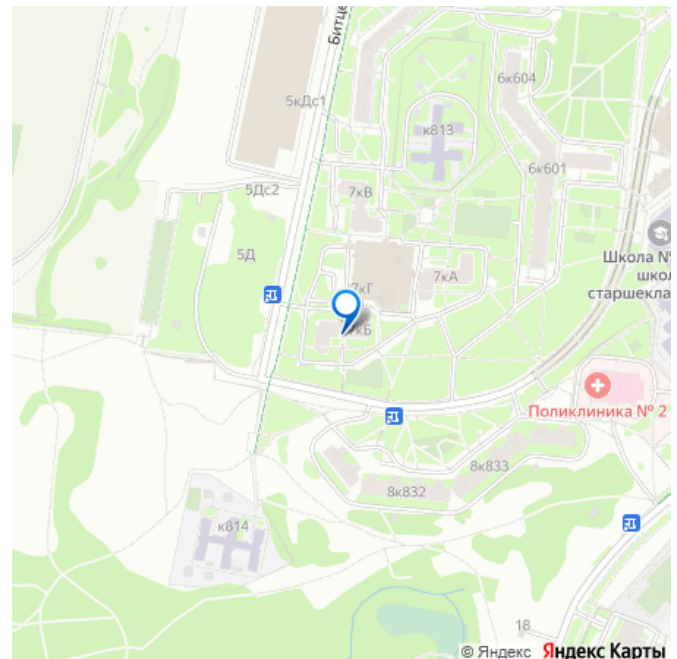 Битце
6к604
5кДс1
к813
6к601
5Дс2
7кВ
5Д
Школа №
школ
старшекла
7кА
7кГ
7кБ
Поликлиника № 2
8к833
8к832
к814
18
© Яндекс Яндекс Карты